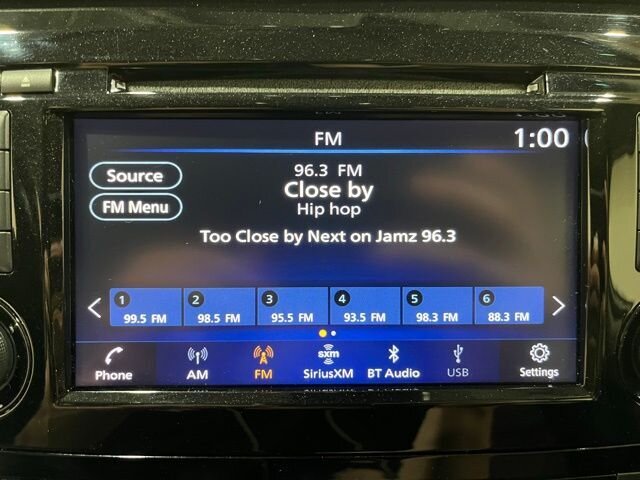 FM
1:00
Source
96.3 FM
Close by
FM Menu
Hip hop
Too Close by Next on Jamz 96.3
1 2 3 4 5 6
99.5 FM 98.5 FM 95.5 FM 93.5 FM 98.3 FM 88.3 FM
sxm
Phone AM FM SiriusXM BT Audio USB Settings